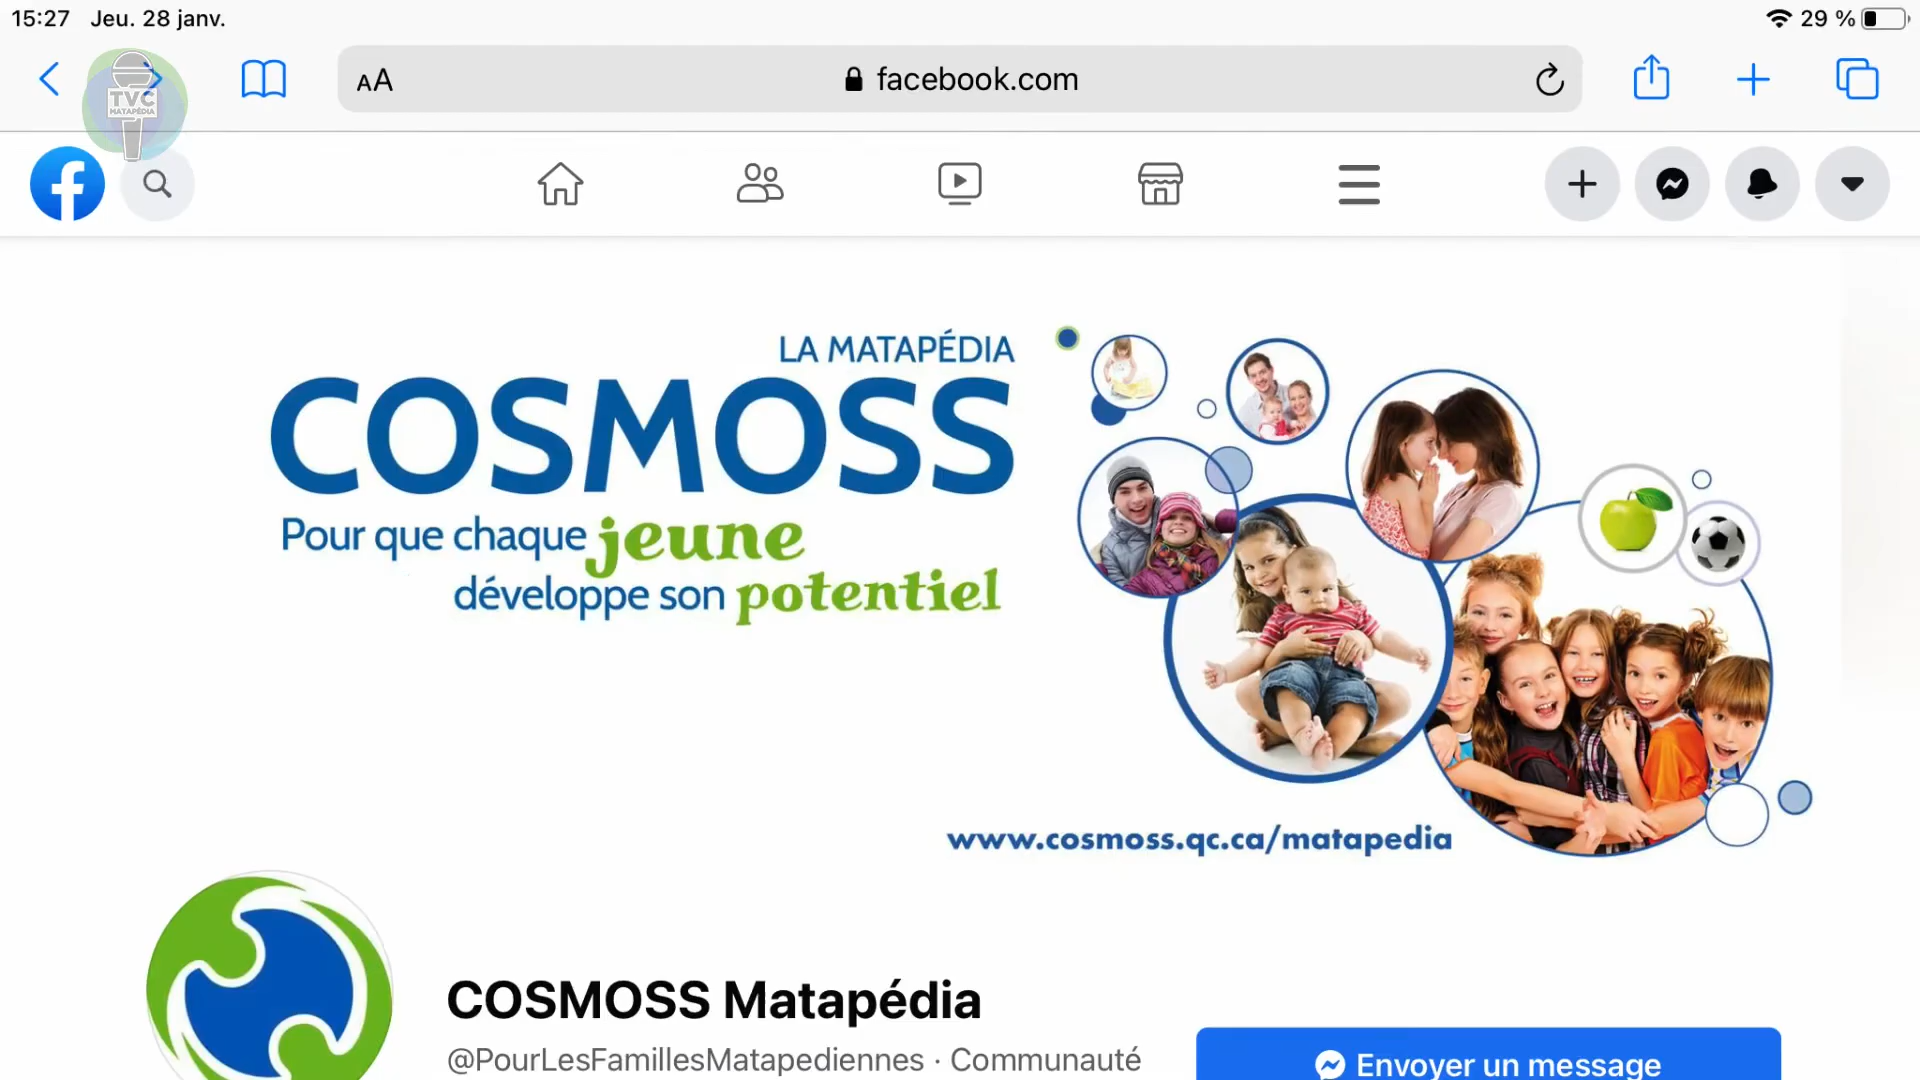 15:27 Jeu. 28 janv.
29 %
TVC
MATAPÉDIA
AA
facebook.com
LA MATAPÉDIA
COSMOSS
Pour que chaque jeune
développe son potentiel
www.cosmoss.qc.ca/matapedia
COSMOSS Matapédia
@PourLesFamillesMatapediennes · Communauté
Envoyer un message